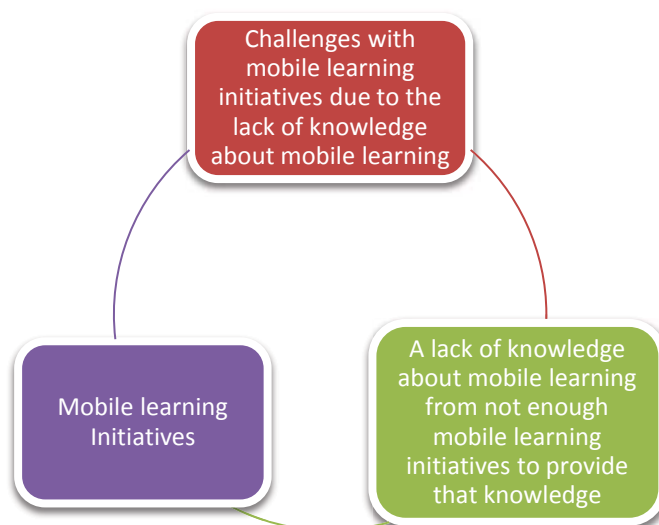 Challenges with
mobile learning
initiatives due to the
lack of knowledge
about mobile learning
Mobile learning
Initiatives
A lack of knowledge
about mobile learning
from not enough
mobile learning
initiatives to provide
that knowledge